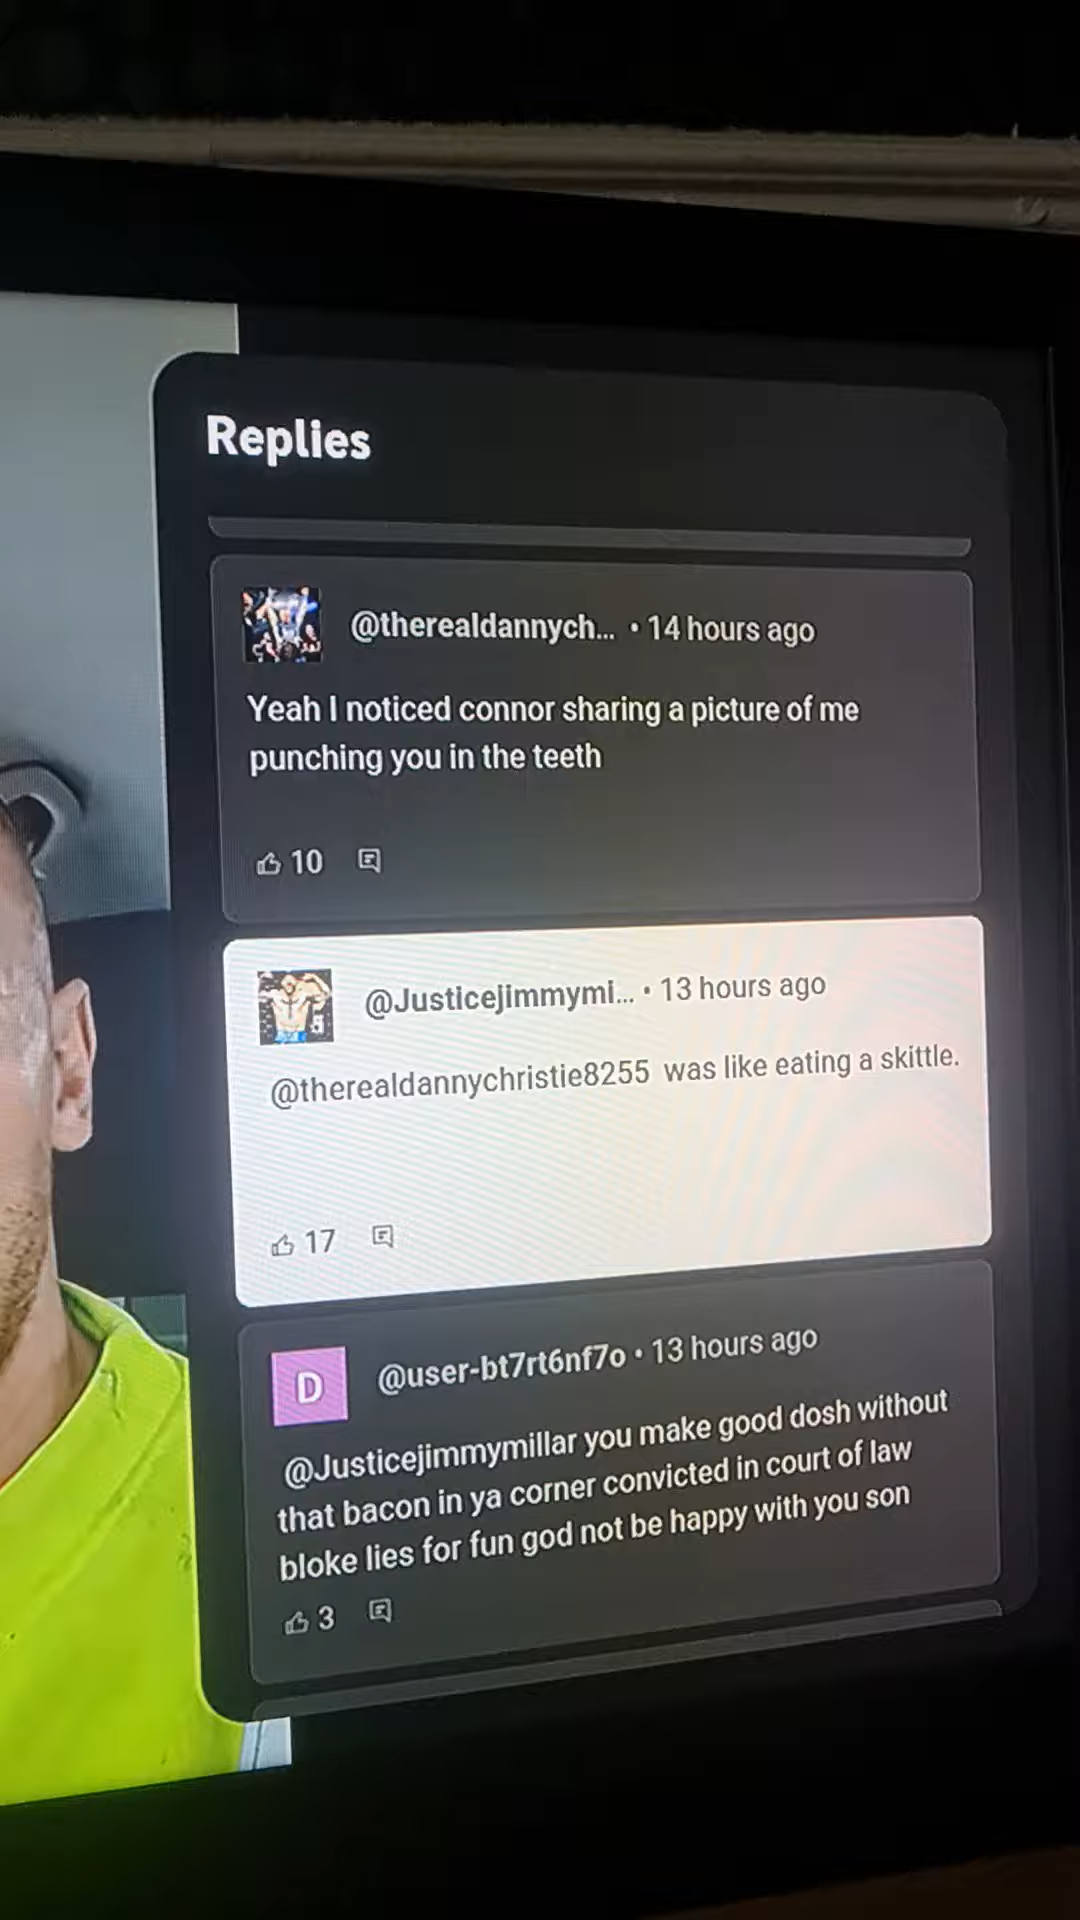 Replies
@therealdannych... • 14 hours ago
Yeah I noticed connor sharing a picture of me
punching you in the teeth
10
@Justicejimmymi... • 13 hours ago
@therealdannychristie8255 was like eating a skittle.
17
D
@user-bt7rt6nf7o • 13 hours ago
@Justicejimmymillar you make good dosh without
that bacon in ya corner convicted in court of law
bloke lies for fun god not be happy with you son
3